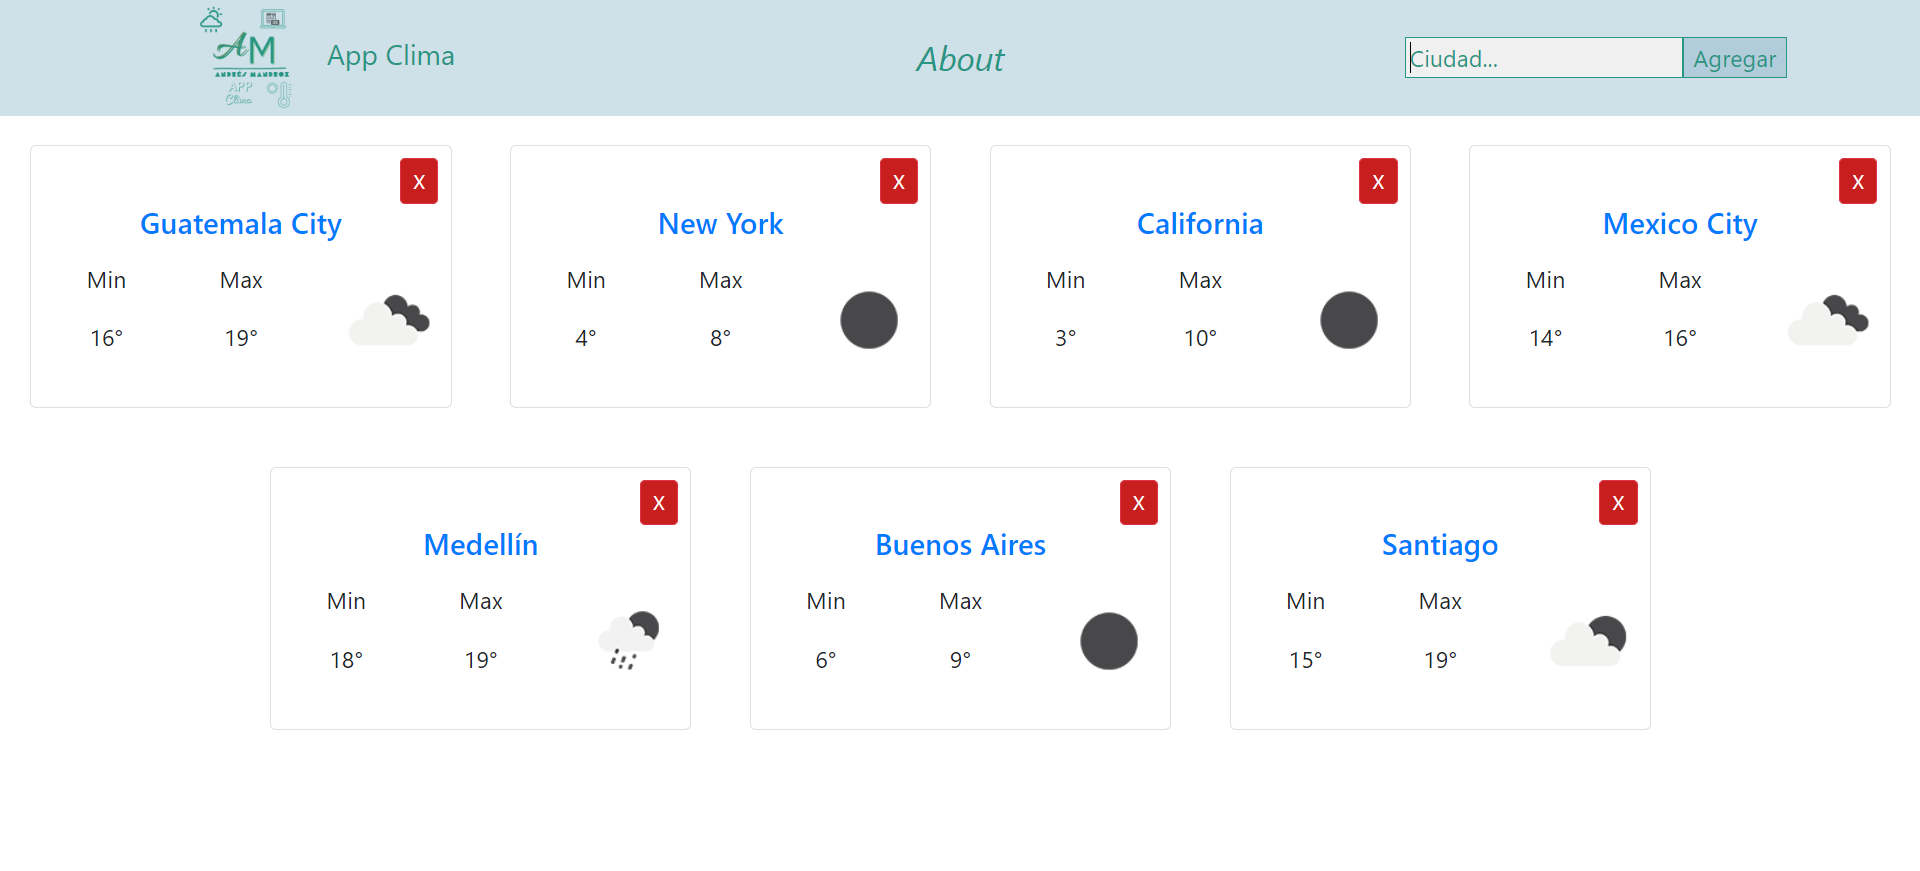 AM
ANDRÉS MANDROZ
APP
Clima
App Clima
About
Ciudad...
Agregar
X
Guatemala City
Min Max
16° 19°
X
New York
Min Max
4° 8°
X
California
Min Max
3° 10°
X
Mexico City
Min Max
14° 16°
X
Medellín
Min Max
18° 19°
X
Buenos Aires
Min Max
6° 9°
X
Santiago
Min Max
15° 19°